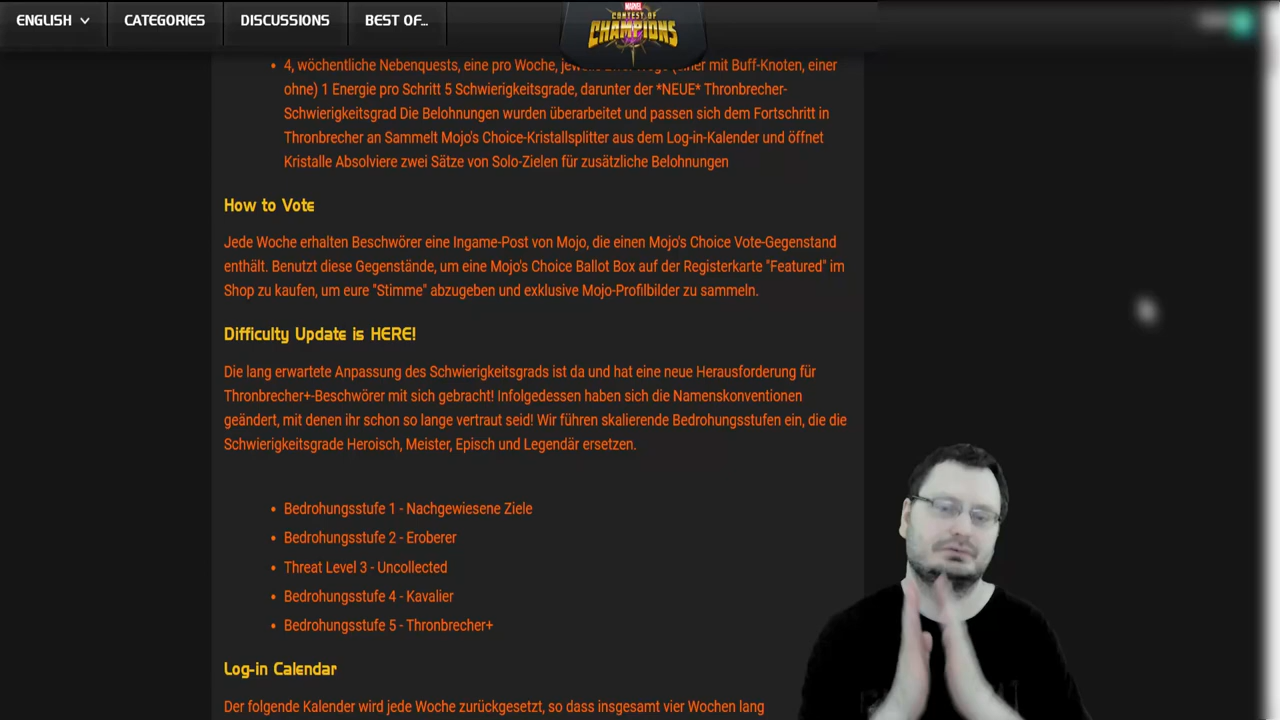 ENGLISH CATEGORIES DISCUSSIONS BEST OF...
MARVEL
CONTEST OF
CHAMPIONS
4, wöchentliche Nebenquests, eine pro Woche, mit Buff-Knoten, einer
ohne) 1 Energie pro Schritt 5 Schwierigkeitsgrade, darunter der *NEUE* Thronbrecher-
Schwierigkeitsgrad Die Belohnungen wurden überarbeitet und passen sich dem Fortschritt in
Thronbrecher an Sammelt Mojo's Choice-Kristallsplitter aus dem Log-in-Kalender und öffnet
Kristalle Absolviere zwei Sätze von Solo-Zielen für zusätzliche Belohnungen
How to Vote
Jede Woche erhalten Beschwörer eine Ingame-Post von Mojo, die einen Mojo's Choice Vote-Gegenstand
enthält. Benutzt diese Gegenstände, um eine Mojo's Choice Ballot Box auf der Registerkarte "Featured" im
Shop zu kaufen, um eure "Stimme" abzugeben und exklusive Mojo-Profilbilder zu sammeln.
Difficulty Update is HERE!
Die lang erwartete Anpassung des Schwierigkeitsgrads ist da und hat eine neue Herausforderung für
Thronbrecher+-Beschwörer mit sich gebracht! Infolgedessen haben sich die Namenskonventionen
geändert, mit denen ihr schon so lange vertraut seid! Wir führen skalierende Bedrohungsstufen ein, die die
Schwierigkeitsgrade Heroisch, Meister, Episch und Legendär ersetzen.
Bedrohungsstufe 1 - Nachgewiesene Ziele
Bedrohungsstufe 2 - Eroberer
Threat Level 3 - Uncollected
Bedrohungsstufe 4 - Kavalier
Bedrohungsstufe 5 - Thronbrecher+
Log-in Calendar
Der folgende Kalender wird jede Woche zurückgesetzt, so dass insgesamt vier Wochen lang